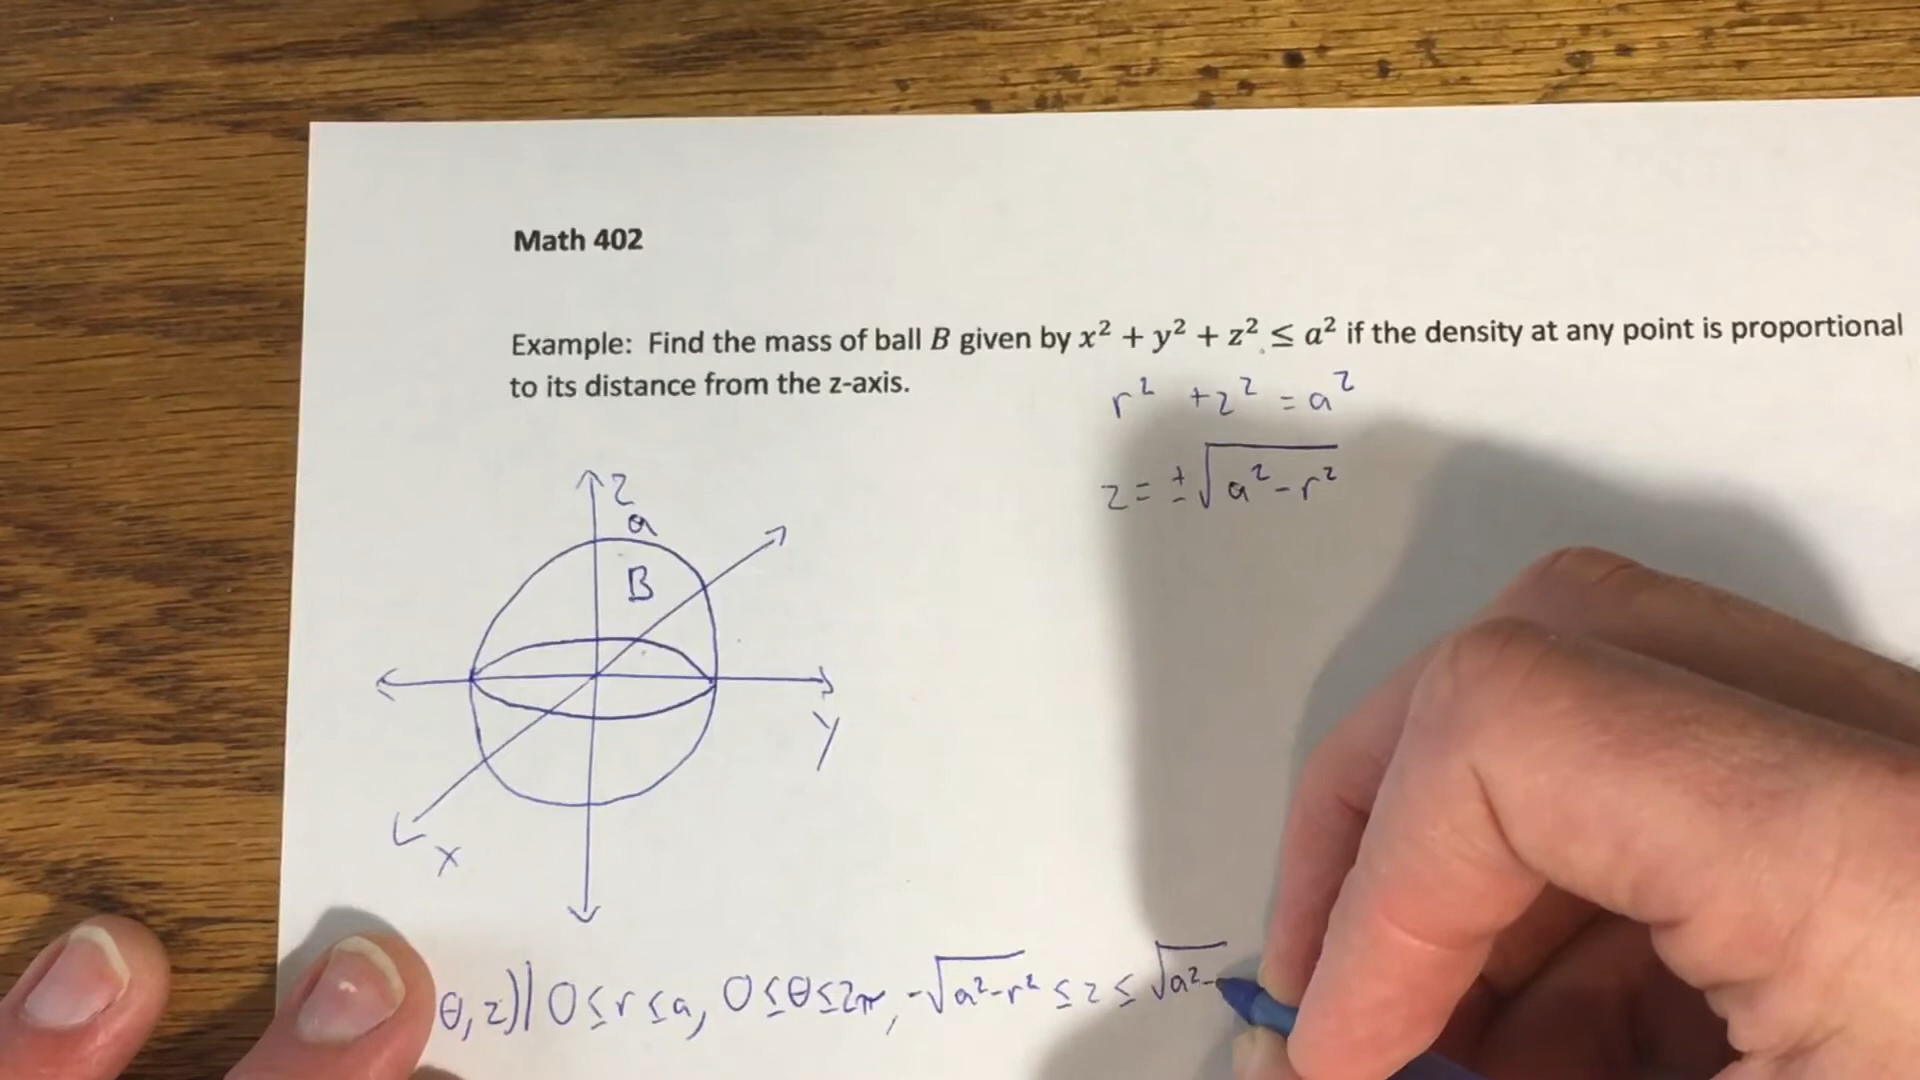 Math 402
Example: Find the mass of ball B given by x² + y² + z² ≤ a² if the density at any point is proportional
to its distance from the z-axis.
r² + z² = a²
z = ±√(a² - r²)
z
a
B
y
x
θ, z)| 0 ≤ r ≤ a, 0 ≤ θ ≤ 2π, -√(a² - r²) ≤ z ≤ √(a² -